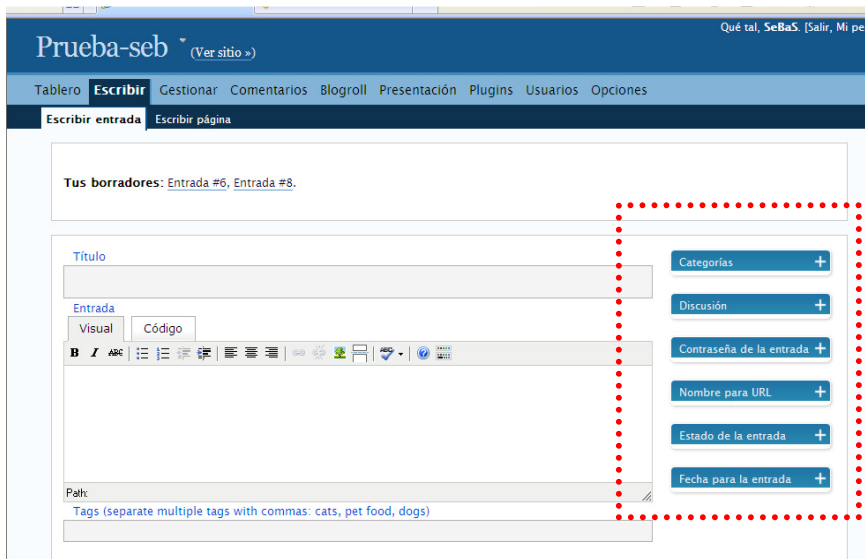 Qué tal, SeBaS. [Salir, Mi pe
Prueba-seb (Ver sitio »)
Tablero Escribir Gestionar Comentarios Blogroll Presentación Plugins Usuarios Opciones
Escribir entrada Escribir página
Tus borradores: Entrada #6, Entrada #8.
Título
Entrada
Visual Código
B I ABC ABC
Path:
Tags (separate multiple tags with commas: cats, pet food, dogs)
Categorías +
Discusión +
Contraseña de la entrada +
Nombre para URL +
Estado de la entrada +
Fecha para la entrada +